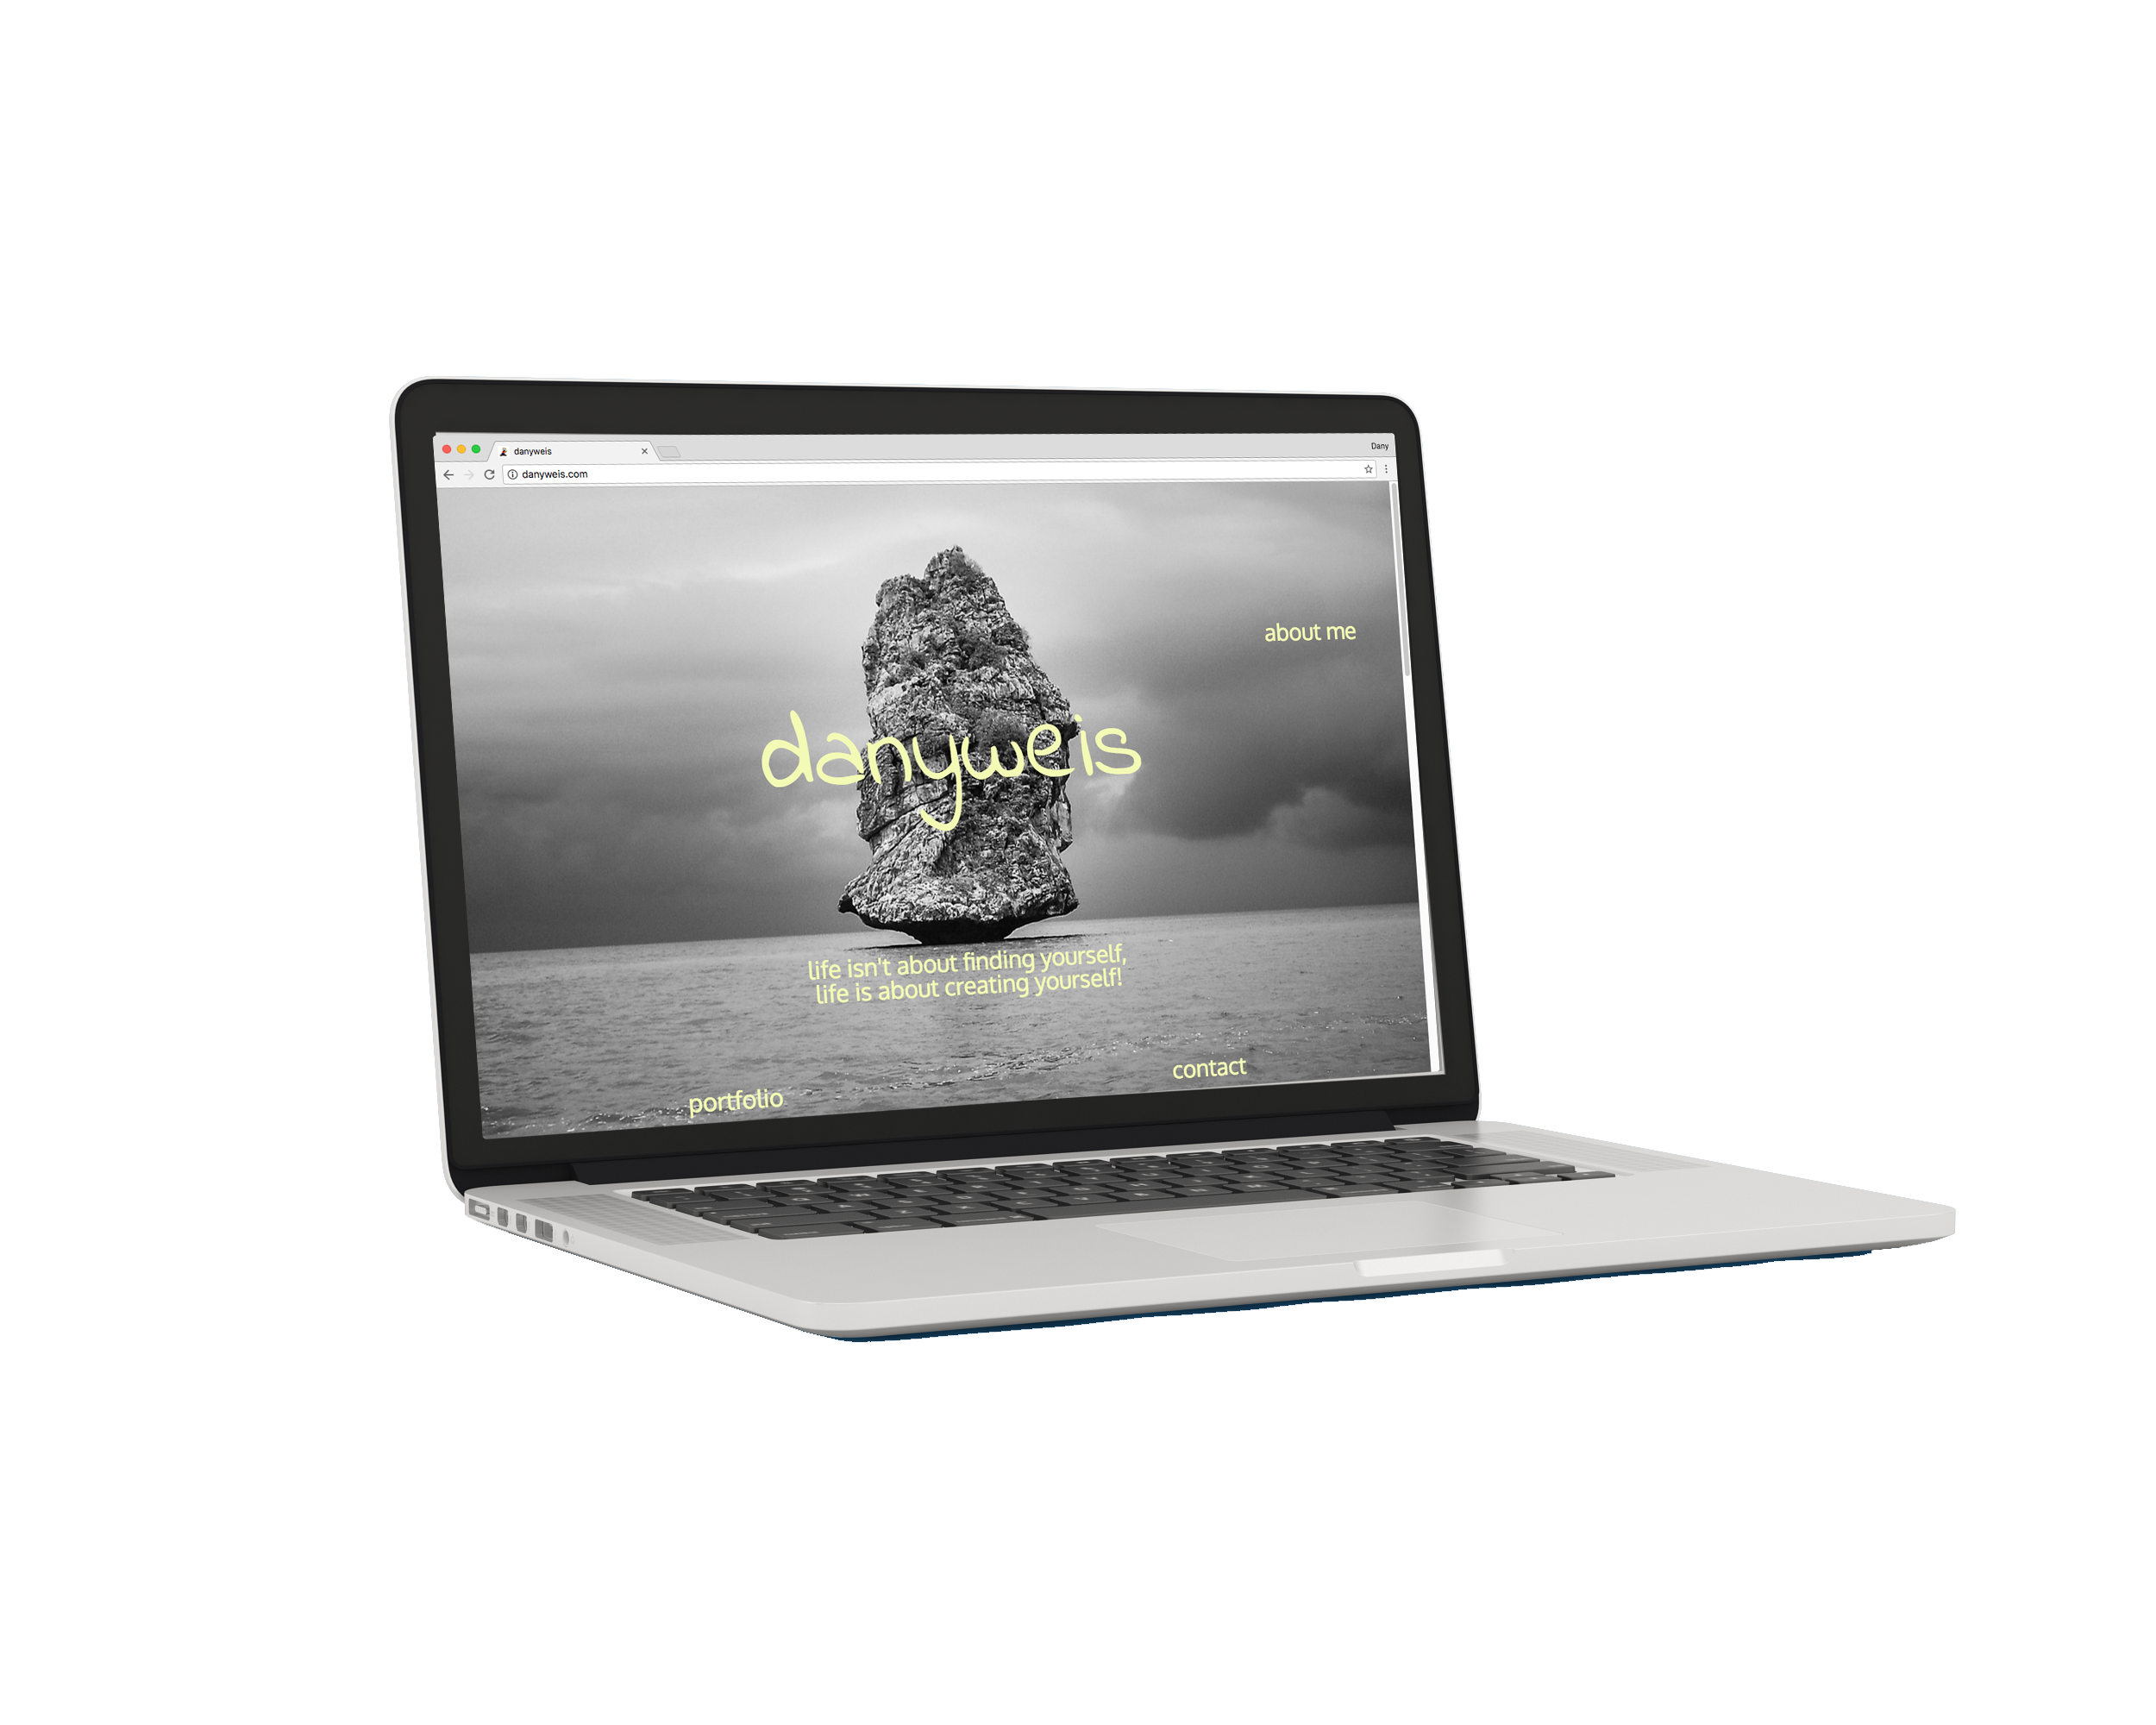 danyweis
Dany
danyweis.com
about me
danyweis
life isn't about finding yourself,
life is about creating yourself!
contact
portfolio